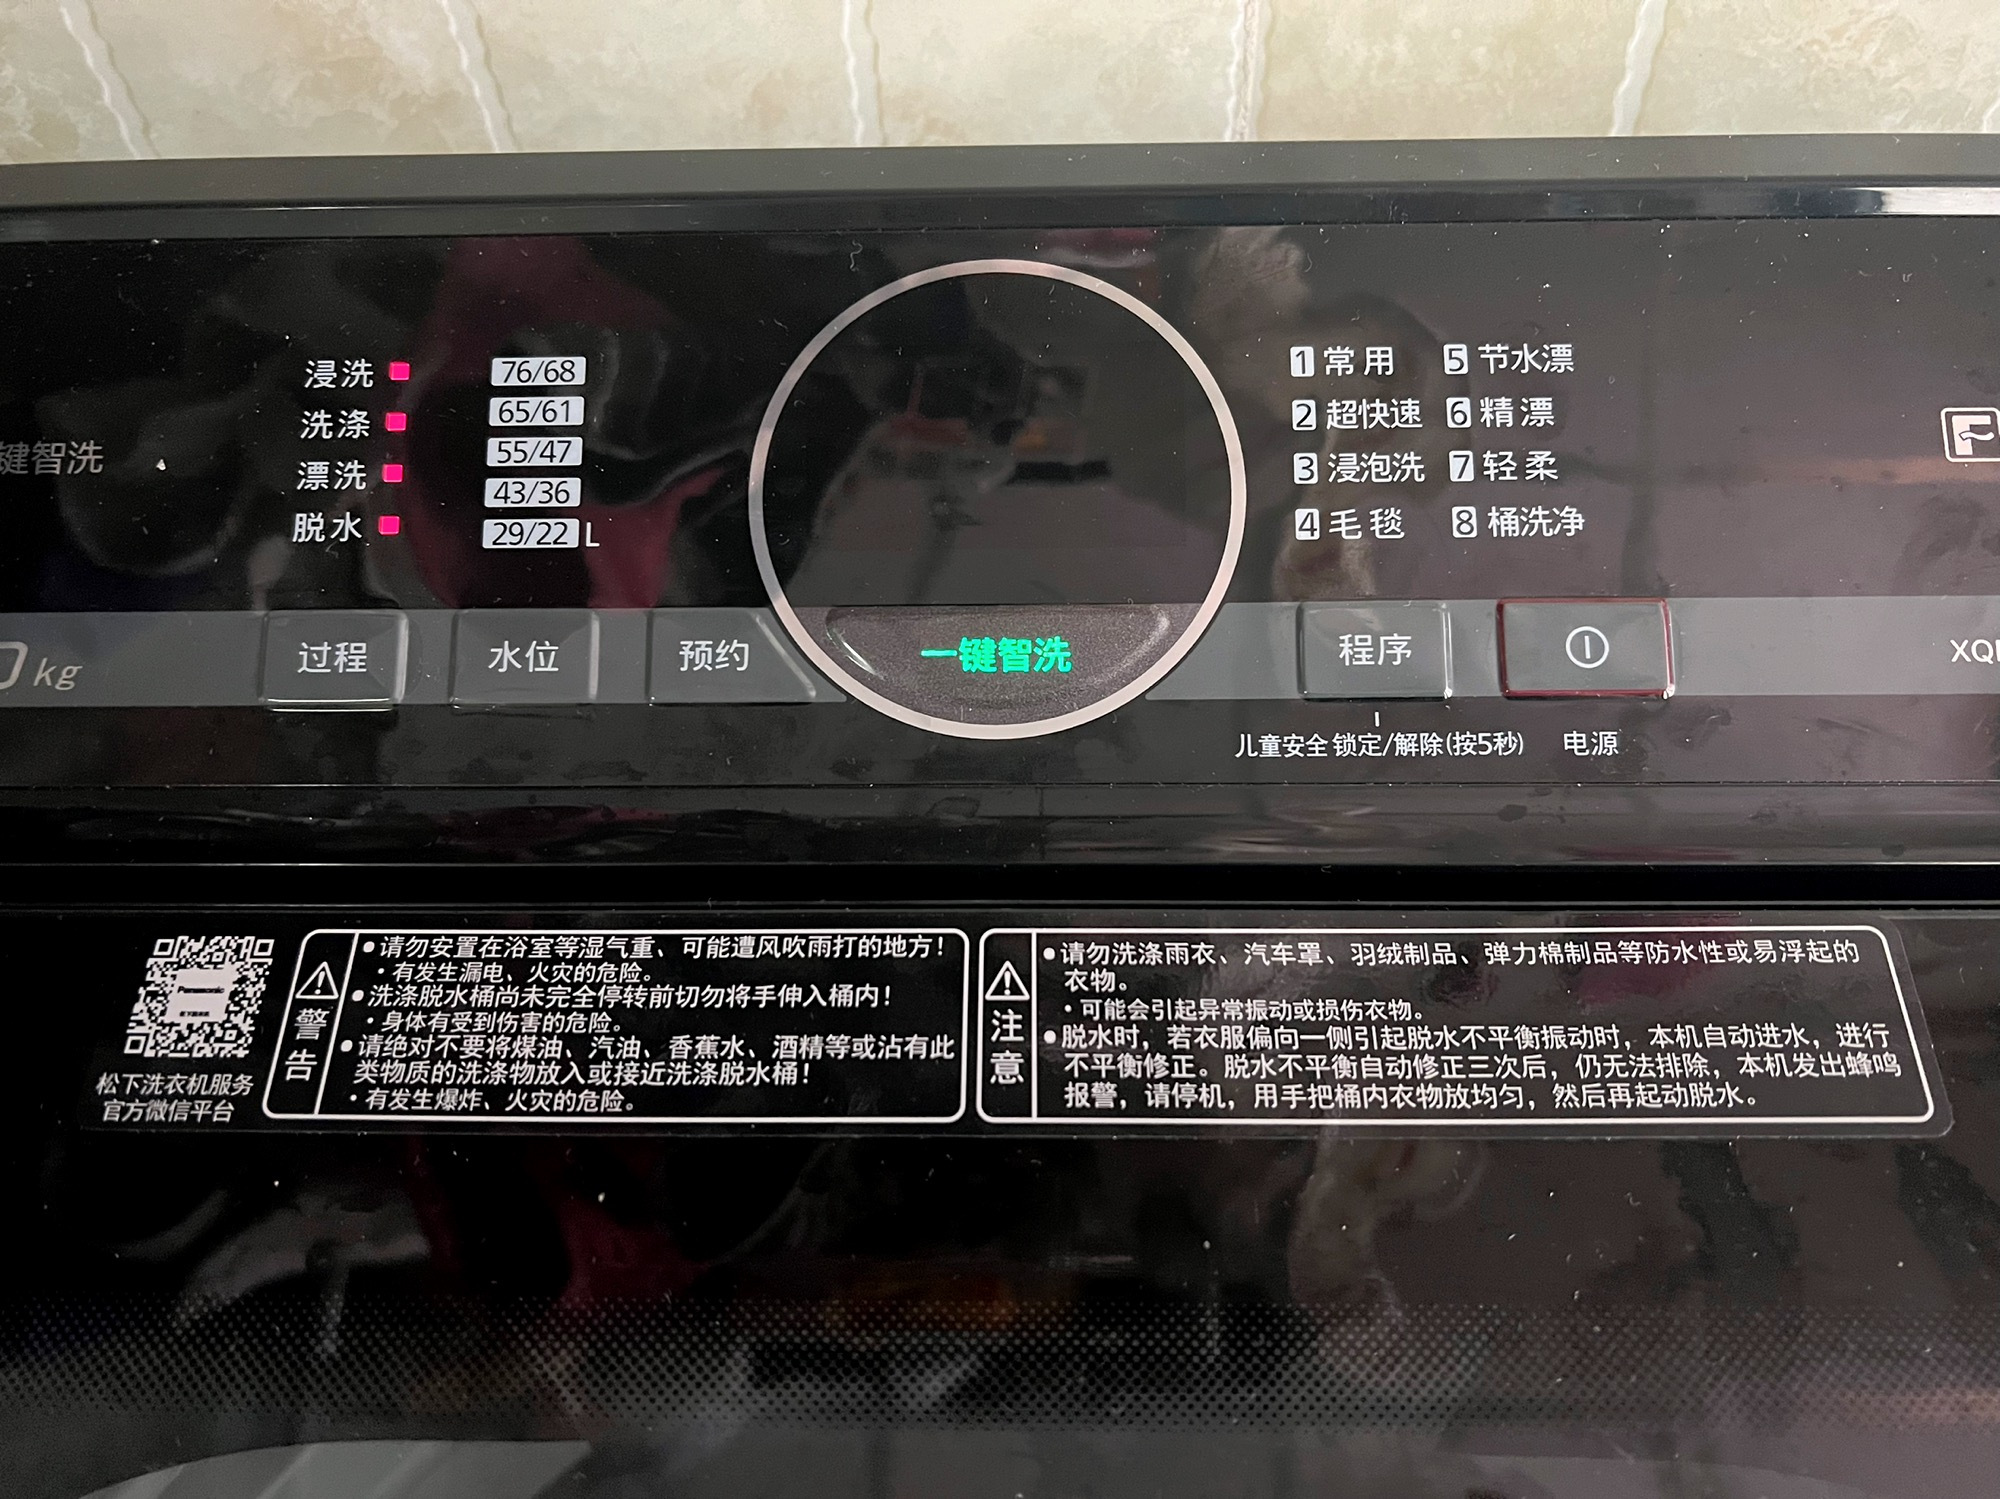 键智洗
浸洗
洗涤
漂洗
脱水
76/68
65/61
55/47
43/36
29/22 L
1 常用 5 节水漂
2 超快速 6 精漂
3 浸泡洗 7 轻柔
4 毛毯 8 桶洗净
kg
过程
水位
预约
一键智洗
程序
XQ
儿童安全 锁定/解除(按5秒)
电源
Panasonic
松下洗衣机服务
官方微信平台
警告
●请勿安置在浴室等湿气重、可能遭风吹雨打的地方！
・有发生漏电、火灾的危险。
●洗涤脱水桶尚未完全停转前切勿将手伸入桶内！
・身体有受到伤害的危险。
●请绝对不要将煤油、汽油、香蕉水、酒精等或沾有此
类物质的洗涤物放入或接近洗涤脱水桶！
・有发生爆炸、火灾的危险。
注意
●请勿洗涤雨衣、汽车罩、羽绒制品、弹力棉制品等防水性或易浮起的
衣物。
・可能会引起异常振动或损伤衣物。
●脱水时，若衣服偏向一侧引起脱水不平衡振动时，本机自动进水，进行
不平衡修正。脱水不平衡自动修正三次后，仍无法排除，本机发出蜂鸣
报警，请停机，用手把桶内衣物放均匀，然后再起动脱水。